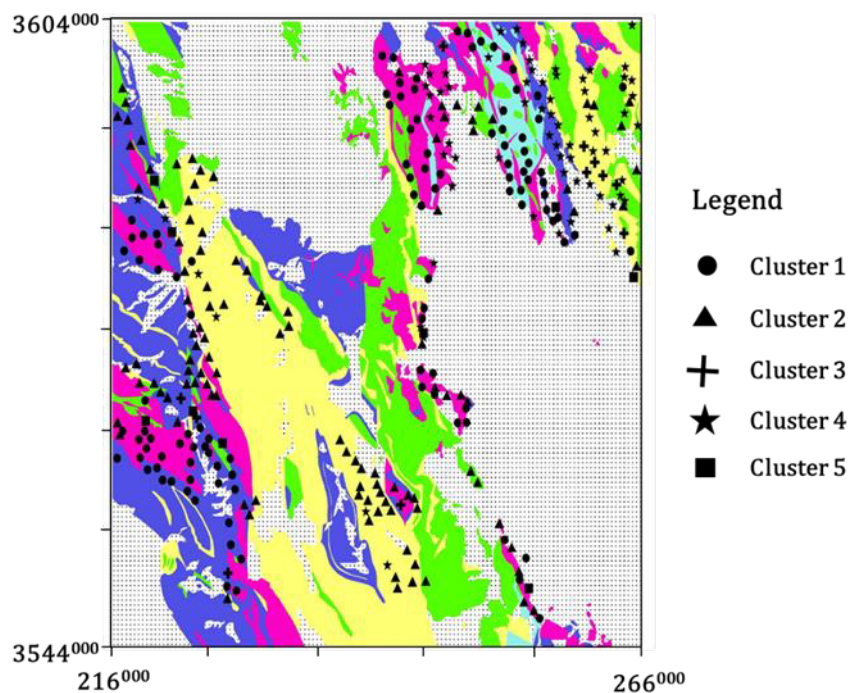 3604000
Legend
Cluster 1
Cluster 2
Cluster 3
Cluster 4
Cluster 5
3544000
216000
266000